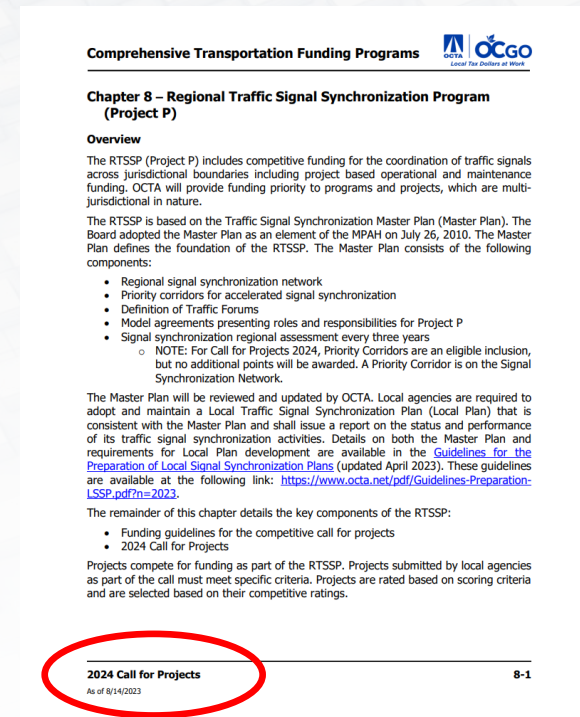 Comprehensive Transportation Funding Programs
OCTA
OCGO
Local Tax Dollars at Work
Chapter 8 – Regional Traffic Signal Synchronization Program
(Project P)
Overview
The RTSSP (Project P) includes competitive funding for the coordination of traffic signals
across jurisdictional boundaries including project based operational and maintenance
funding. OCTA will provide funding priority to programs and projects, which are multi-
jurisdictional in nature.
The RTSSP is based on the Traffic Signal Synchronization Master Plan (Master Plan). The
Board adopted the Master Plan as an element of the MPAH on July 26, 2010. The Master
Plan defines the foundation of the RTSSP. The Master Plan consists of the following
components:
• Regional signal synchronization network
• Priority corridors for accelerated signal synchronization
• Definition of Traffic Forums
• Model agreements presenting roles and responsibilities for Project P
• Signal synchronization regional assessment every three years
o NOTE: For Call for Projects 2024, Priority Corridors are an eligible inclusion,
but no additional points will be awarded. A Priority Corridor is on the Signal
Synchronization Network.
The Master Plan will be reviewed and updated by OCTA. Local agencies are required to
adopt and maintain a Local Traffic Signal Synchronization Plan (Local Plan) that is
consistent with the Master Plan and shall issue a report on the status and performance
of its traffic signal synchronization activities. Details on both the Master Plan and
requirements for Local Plan development are available in the Guidelines for the
Preparation of Local Signal Synchronization Plans (updated April 2023). These guidelines
are available at the following link: https://www.octa.net/pdf/Guidelines-Preparation-
LSSP.pdf?n=2023.
The remainder of this chapter details the key components of the RTSSP:
• Funding guidelines for the competitive call for projects
• 2024 Call for Projects
Projects compete for funding as part of the RTSSP. Projects submitted by local agencies
as part of the call must meet specific criteria. Projects are rated based on scoring criteria
and are selected based on their competitive ratings.
2024 Call for Projects 8-1
As of 8/14/2023